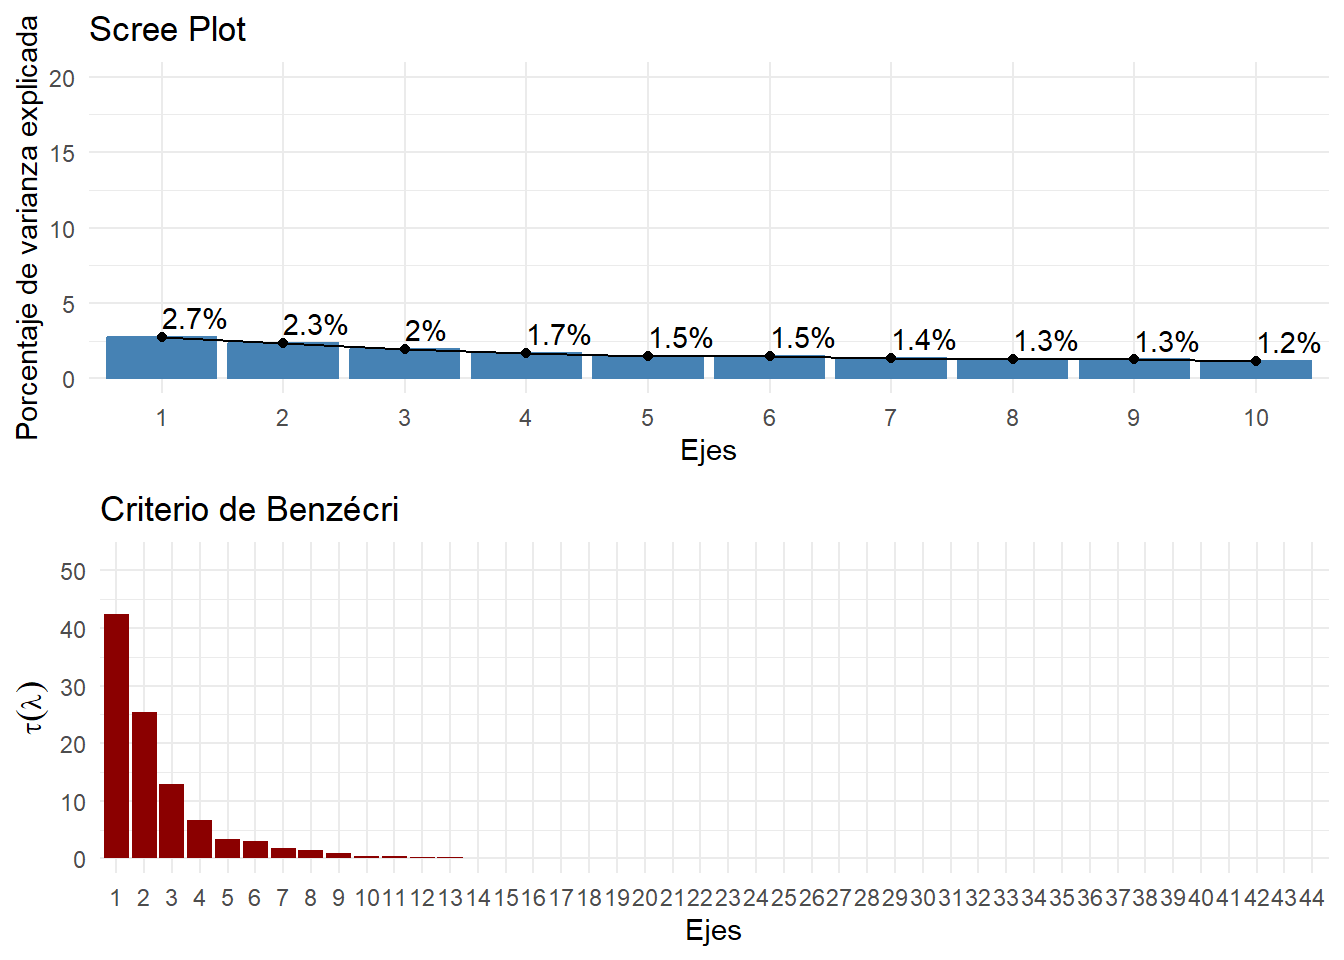 Scree Plot
Porcentaje de varianza explicada
20
15
10
5
0
2.7% 2.3% 2% 1.7% 1.5% 1.5% 1.4% 1.3% 1.3% 1.2%
1 2 3 4 5 6 7 8 9 10
Ejes
Criterio de Benzécri
τ(λ)
50
40
30
20
10
0
1 2 3 4 5 6 7 8 9 10 11 12 13 14 15 16 17 18 19 20 21 22 23 24 25 26 27 28 29 30 31 32 33 34 35 36 37 38 39 40 41 42 43 44
Ejes